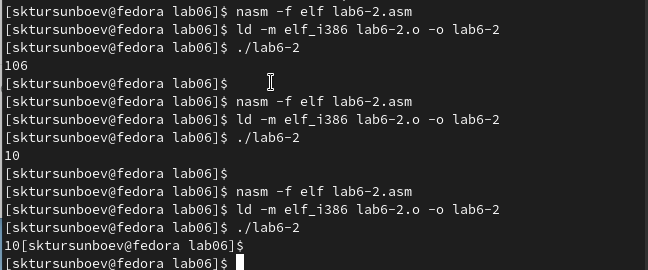 [sktursunboev@fedora lab06]$ nasm -f elf lab6-2.asm
[sktursunboev@fedora lab06]$ ld -m elf_i386 lab6-2.o -o lab6-2
[sktursunboev@fedora lab06]$ ./lab6-2
106
[sktursunboev@fedora lab06]$
[sktursunboev@fedora lab06]$ nasm -f elf lab6-2.asm
[sktursunboev@fedora lab06]$ ld -m elf_i386 lab6-2.o -o lab6-2
[sktursunboev@fedora lab06]$ ./lab6-2
10
[sktursunboev@fedora lab06]$
[sktursunboev@fedora lab06]$ nasm -f elf lab6-2.asm
[sktursunboev@fedora lab06]$ ld -m elf_i386 lab6-2.o -o lab6-2
[sktursunboev@fedora lab06]$ ./lab6-2
10[sktursunboev@fedora lab06]$
[sktursunboev@fedora lab06]$